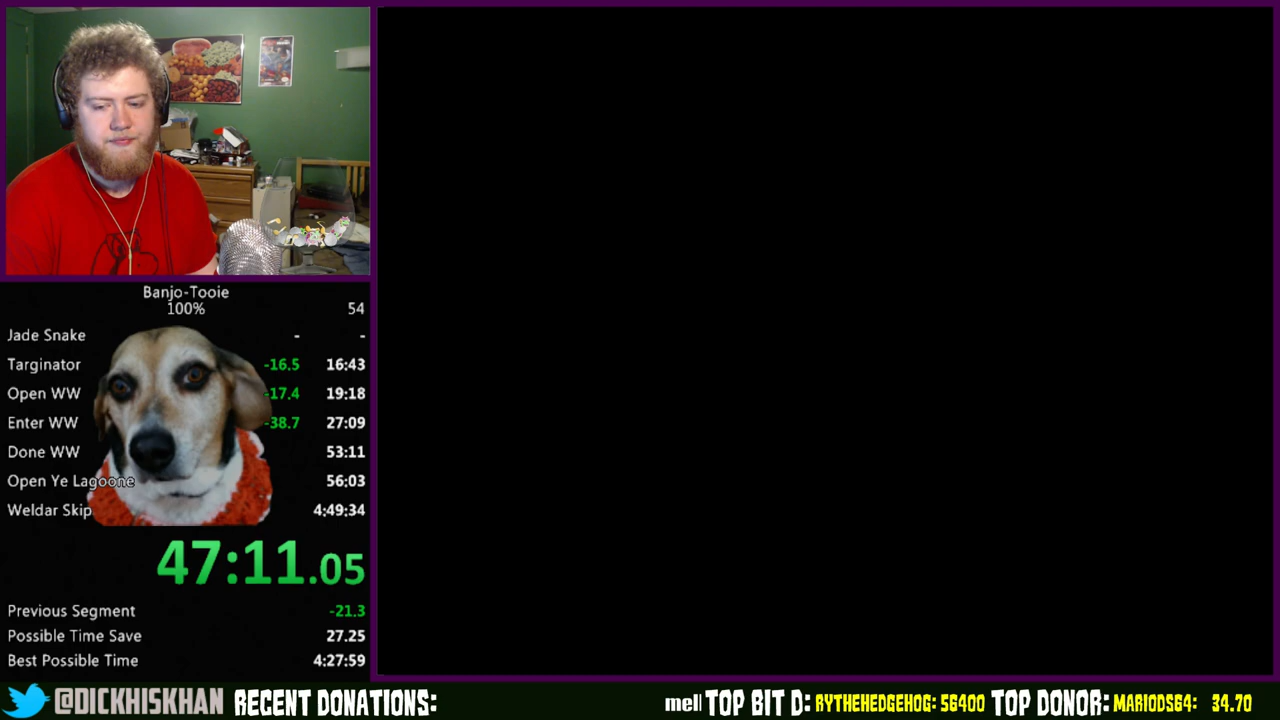 Banjo-Tooie
100% 54
Jade Snake - -
Targinator -16.5 16:43
Open WW -17.4 19:18
Enter WW -38.7 27:09
Done WW 53:11
Open Ye Lagoone 56:03
Weldar Skip 4:49:34
47:11.05
Previous Segment -21.3
Possible Time Save 27.25
Best Possible Time 4:27:59
@DICKHISKHAN RECENT DONATIONS: mel TOP BIT D: RYTHEHEDGEHOG: 56400 TOP DONOR: MARIODS64: 34.70